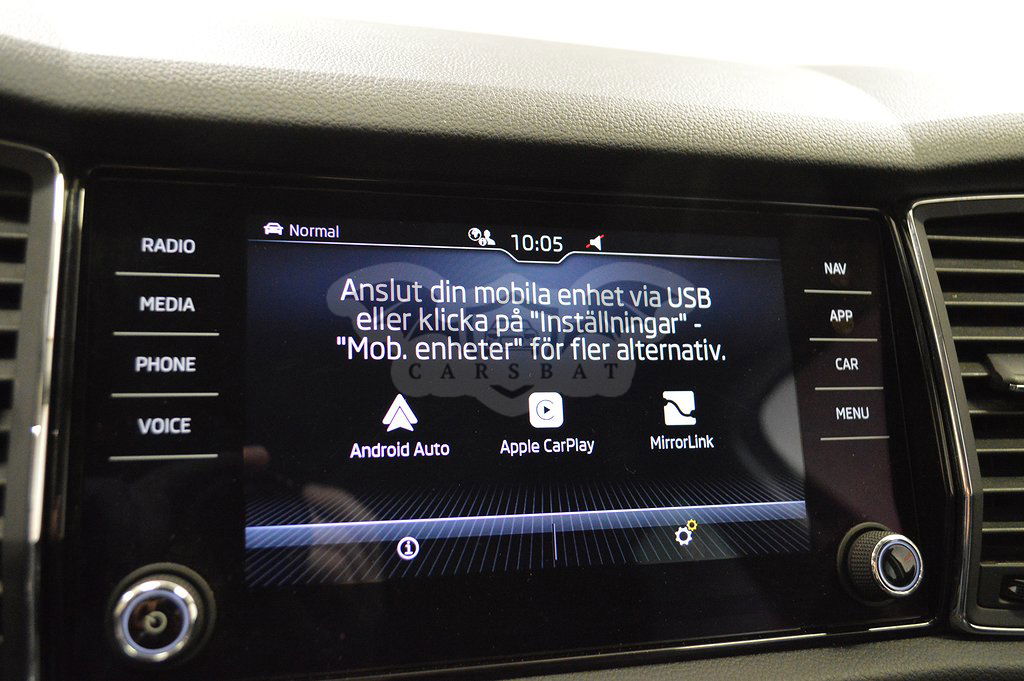 RADIO
MEDIA
PHONE
VOICE
Normal
10:05
Anslut din mobila enhet via USB
eller klicka på "Inställningar" -
"Mob. enheter" för fler alternativ.
CARSBAT
Android Auto
Apple CarPlay
MirrorLink
NAV
APP
CAR
MENU